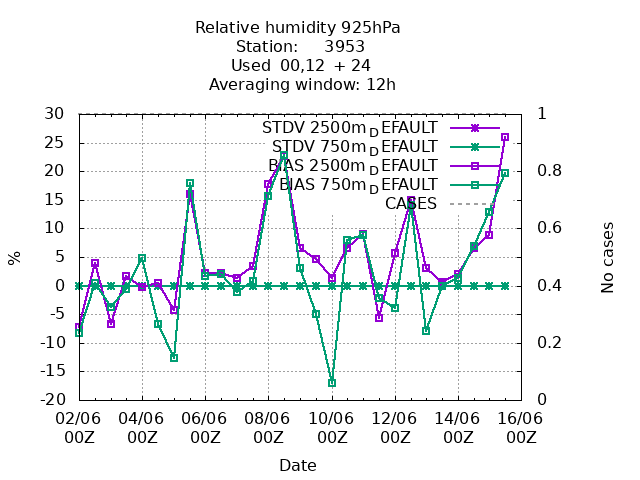 Relative humidity 925hPa
Station: 3953
Used 00,12 + 24
Averaging window: 12h
30 1
STDV 2500m_DEFAULT
25
STDV 750m_DEFAULT
20 0.8
BIAS 2500m_DEFAULT
BIAS 750m_DEFAULT
15
CASES
10 0.6
5
% No cases
0 0.4
-5
-10 0.2
-15
-20 0
02/06 04/06 06/06 08/06 10/06 12/06 14/06 16/06
00Z 00Z 00Z 00Z 00Z 00Z 00Z 00Z
Date